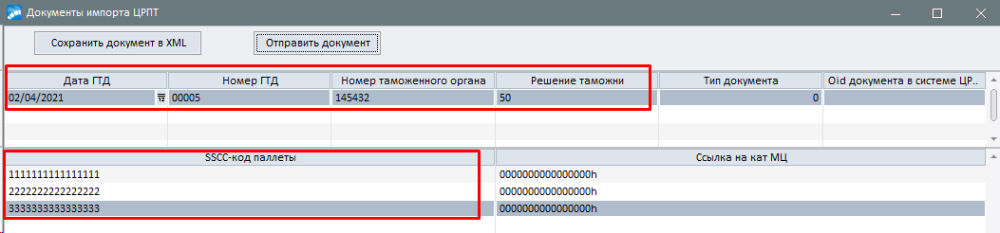 Документы импорта ЦРПТ
Сохранить документ в XML Отправить документ
Дата ГТД Номер ГТД Номер таможенного органа Решение таможни Тип документа Oid документа в системе ЦР..
02/04/2021 00005 145432 50 0
SSCC-код паллеты Ссылка на кат МЦ
1111111111111111 0000000000000000h
2222222222222222 0000000000000000h
3333333333333333 0000000000000000h